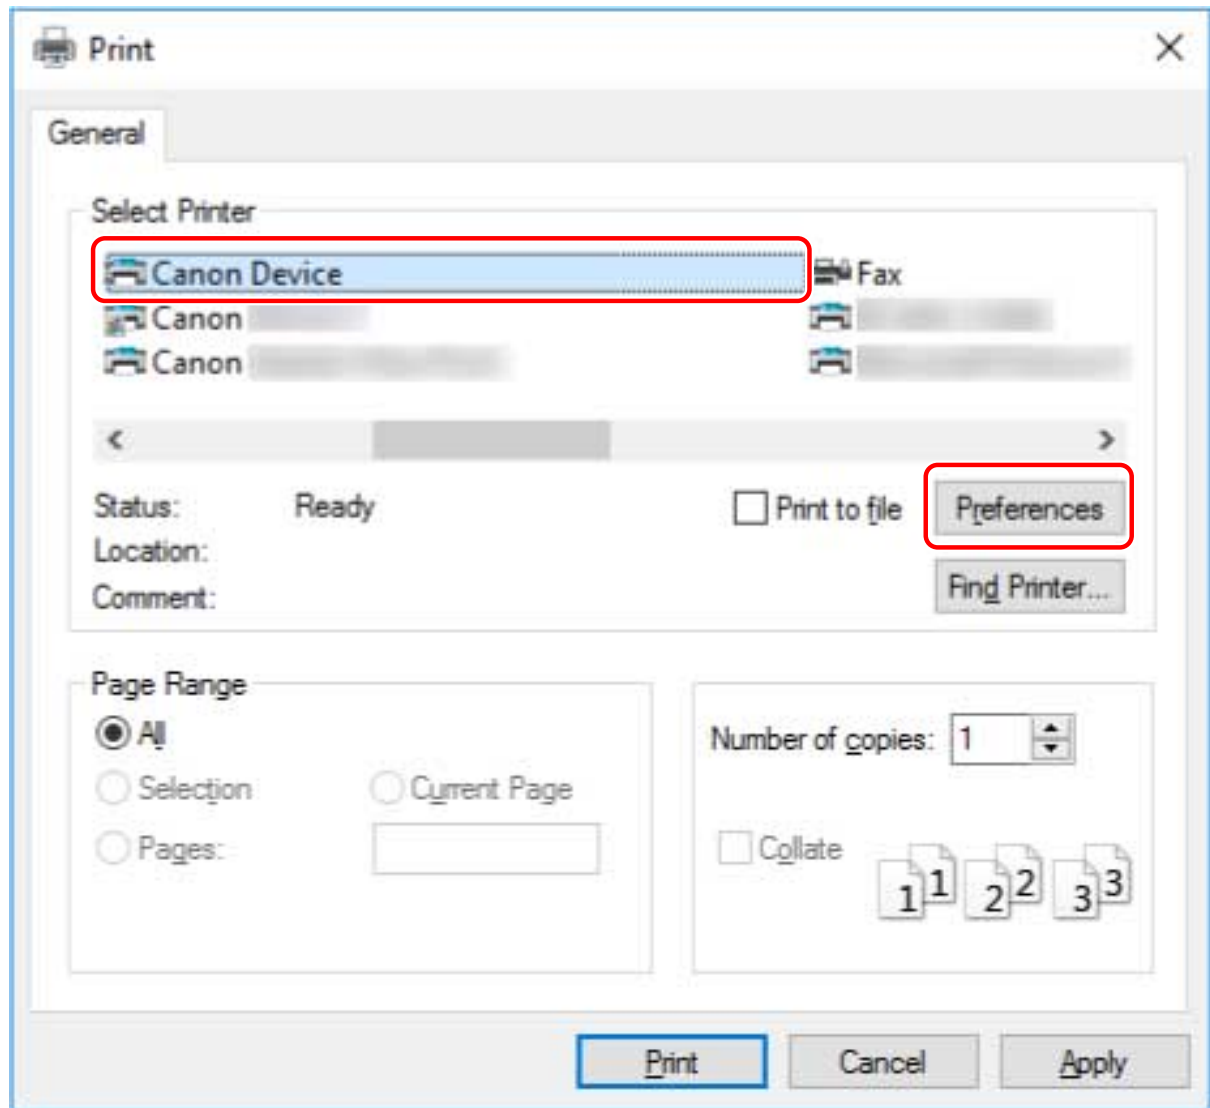 Print
General
Select Printer
Canon Device
Fax
Canon
Canon
Status: Ready
Print to file
Preferences
Location:
Comment:
Find Printer...
Page Range
All
Selection
Current Page
Pages:
Number of copies: 1
Collate
1 1 2 2 3 3
Print
Cancel
Apply